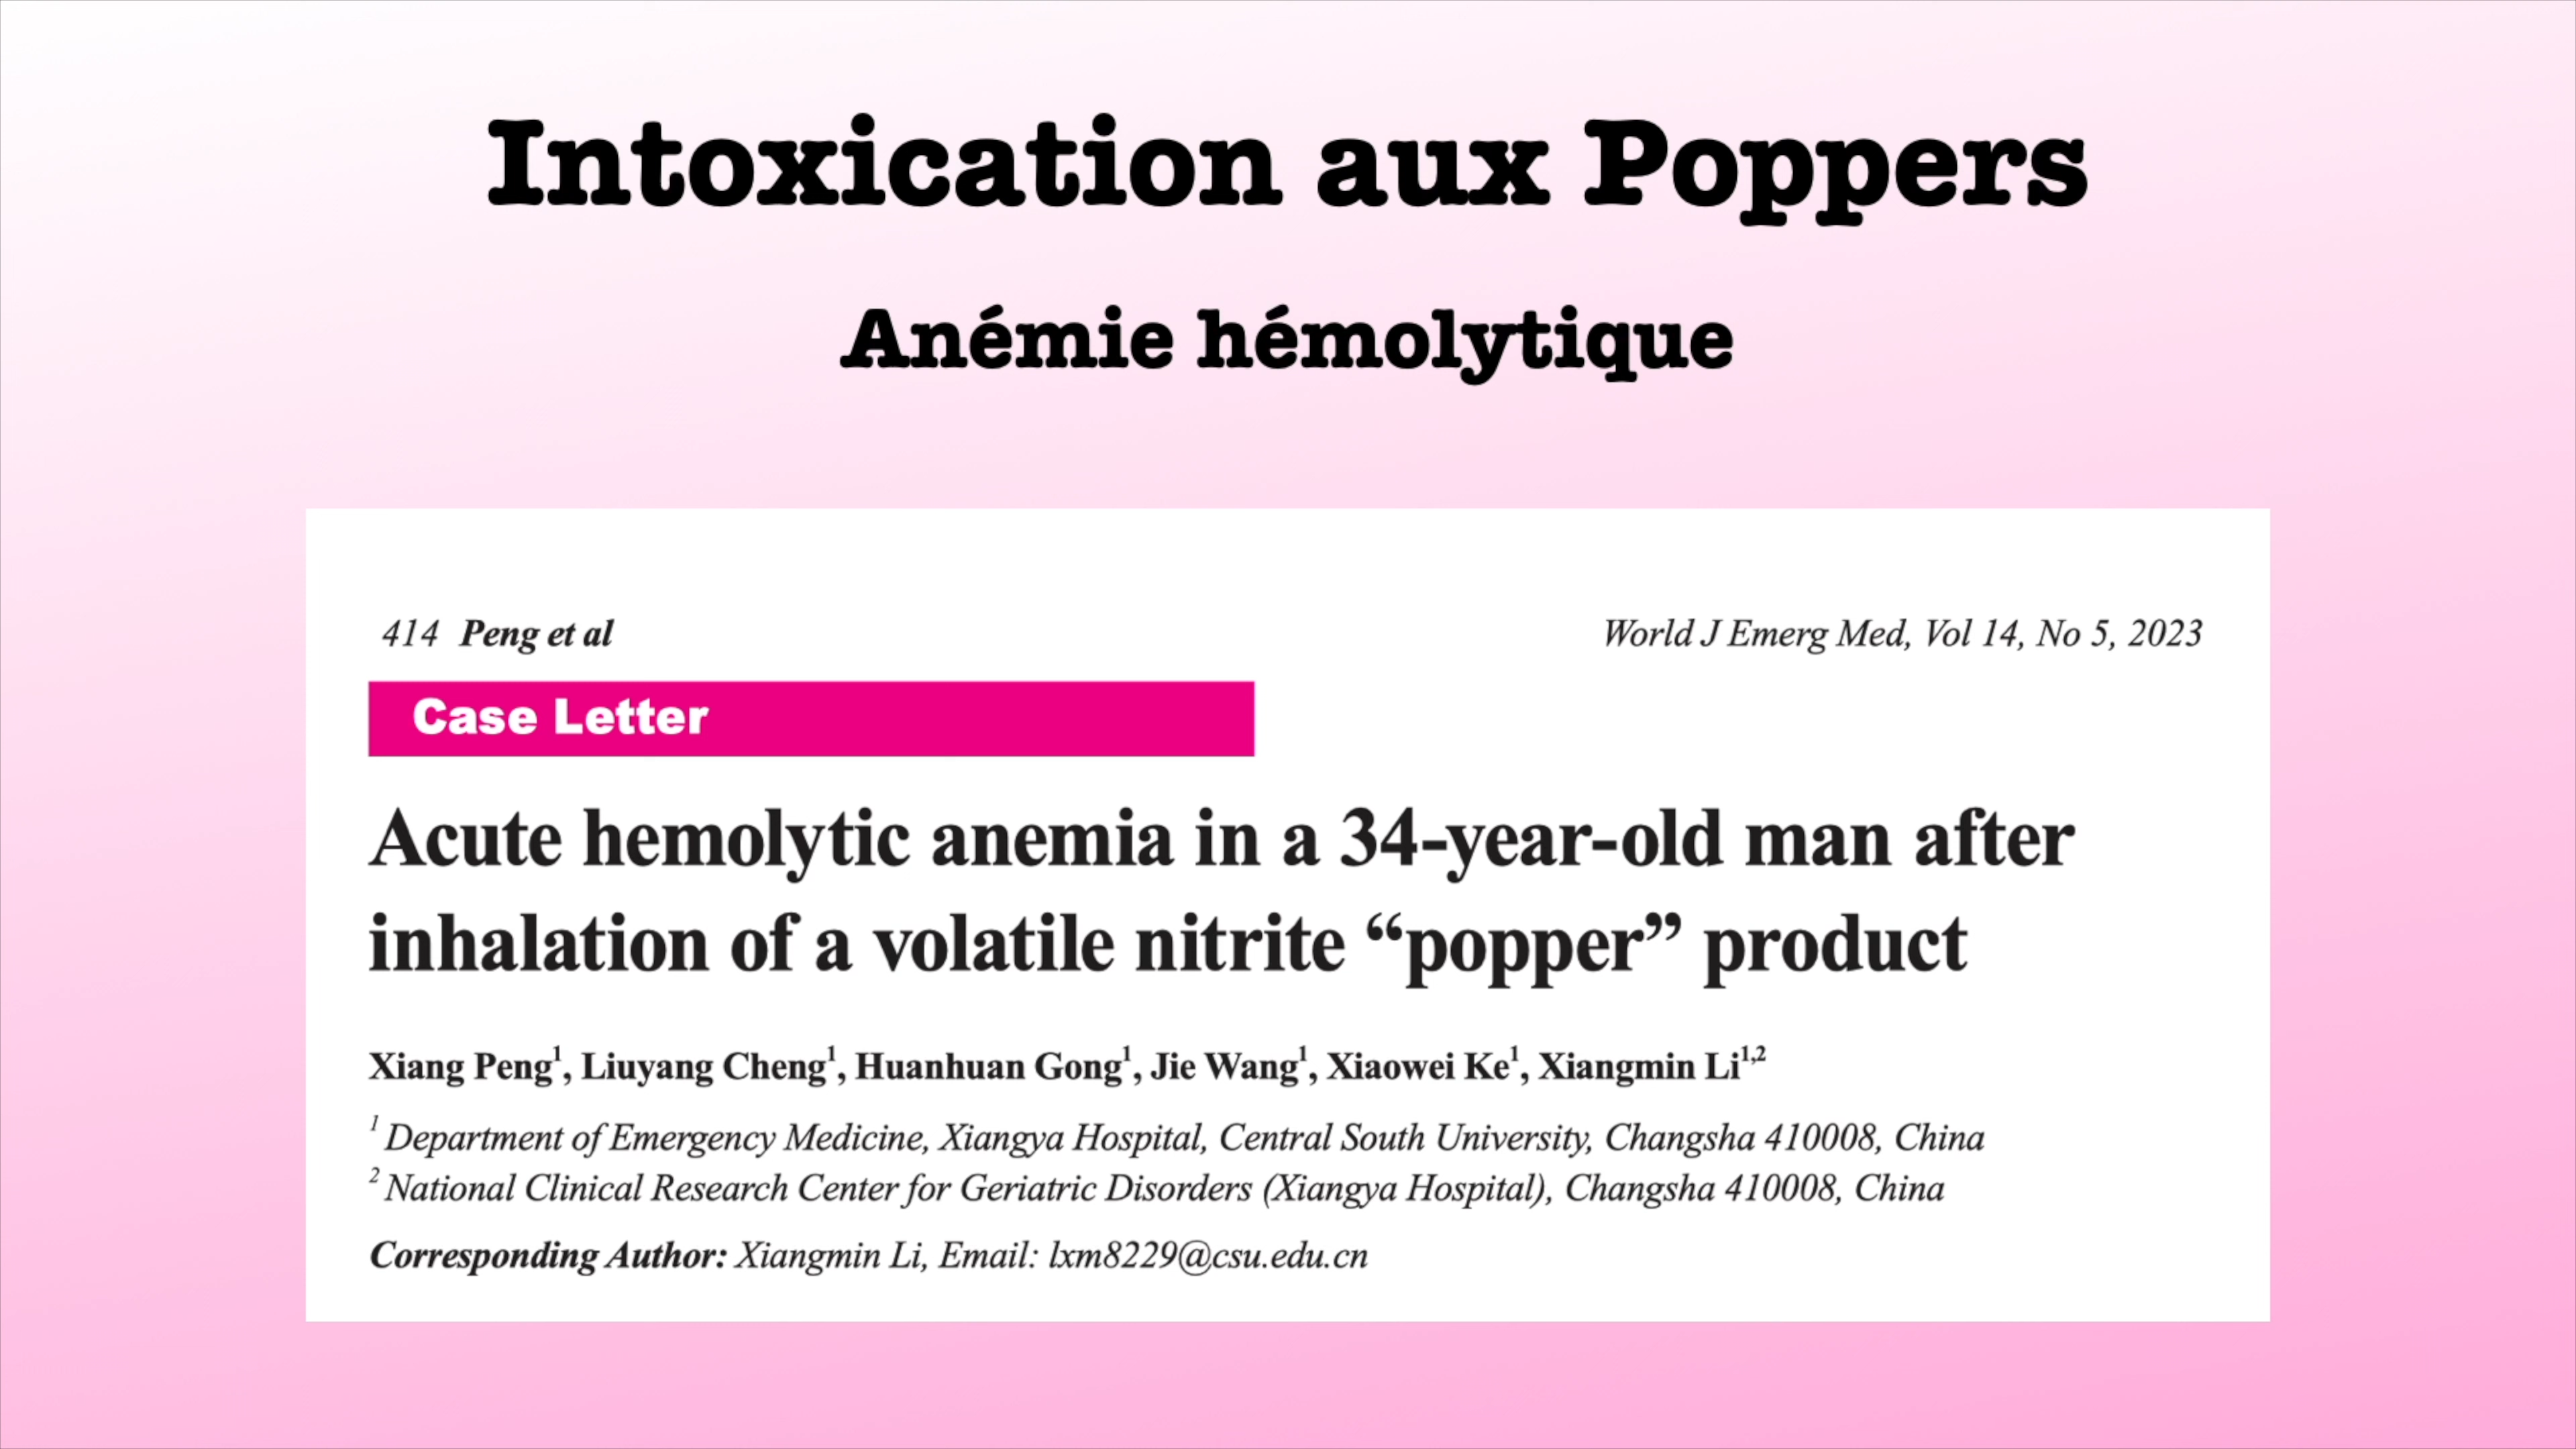 Intoxication aux Poppers
Anémie hémolytique
414 Peng et al
World J Emerg Med, Vol 14, No 5, 2023
Case Letter
Acute hemolytic anemia in a 34-year-old man after
inhalation of a volatile nitrite “popper” product
Xiang Peng1, Liuyang Cheng1, Huanhuan Gong1, Jie Wang1, Xiaowei Ke1, Xiangmin Li1,2
1 Department of Emergency Medicine, Xiangya Hospital, Central South University, Changsha 410008, China
2 National Clinical Research Center for Geriatric Disorders (Xiangya Hospital), Changsha 410008, China
Corresponding Author: Xiangmin Li, Email: lxm8229@csu.edu.cn